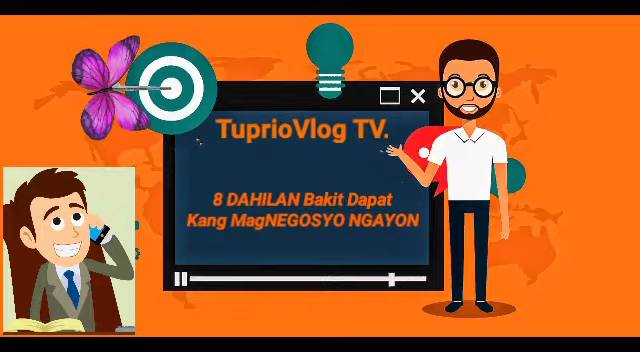 TuprioVlog TV.
8 DAHILAN Bakit Dapat
Kang MagNEGOSYO NGAYON